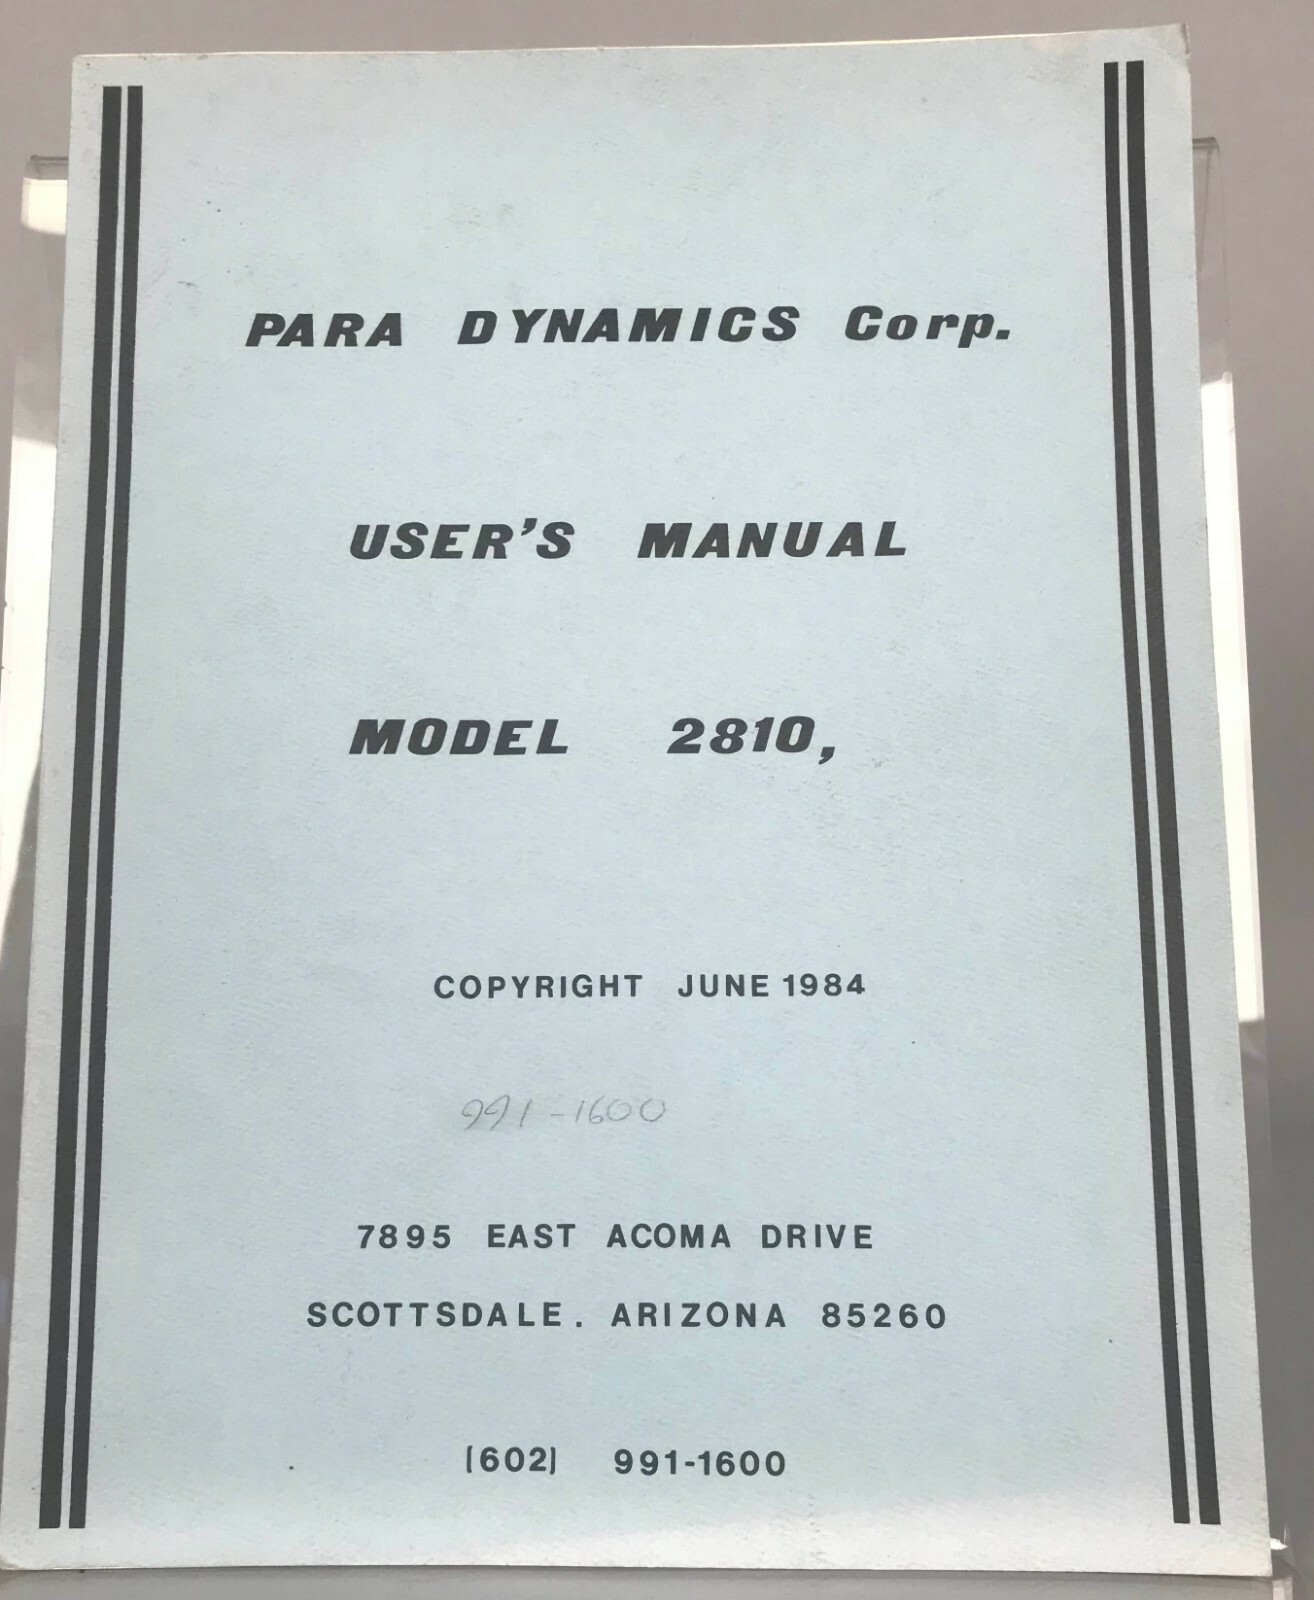 PARA DYNAMICS Corp.
USER'S MANUAL
MODEL 2810,
COPYRIGHT JUNE 1984
991-1600
7895 EAST ACOMA DRIVE
SCOTTSDALE. ARIZONA 85260
(602) 991-1600